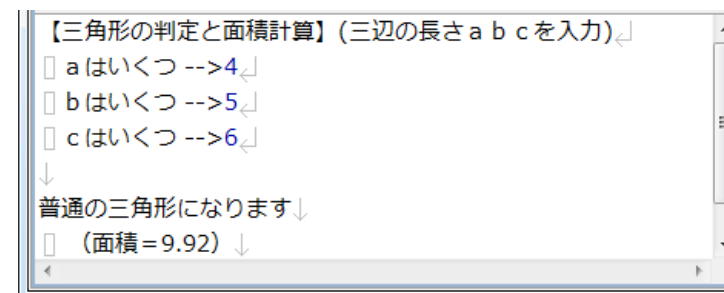 【三角形の判定と面積計算】(三辺の長さａｂｃを入力)↵
　ａはいくつ -->4↵
　ｂはいくつ -->5↵
　ｃはいくつ -->6↵
↓
普通の三角形になります↓
　（面積＝9.92）↓